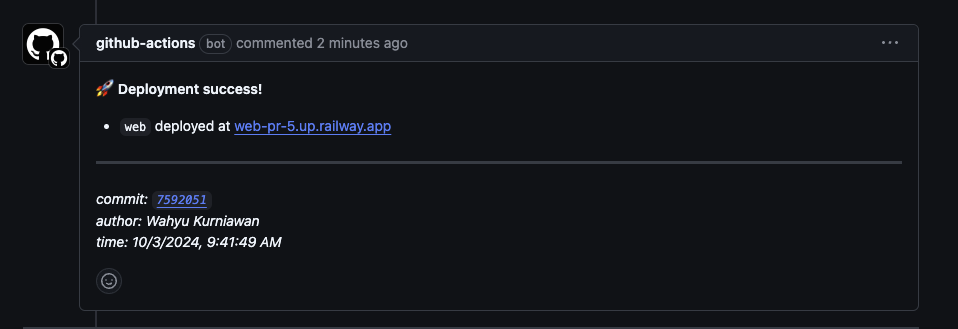 github-actions bot commented 2 minutes ago
🚀 Deployment success!
• web deployed at web-pr-5.up.railway.app
commit: 7592051
author: Wahyu Kurniawan
time: 10/3/2024, 9:41:49 AM